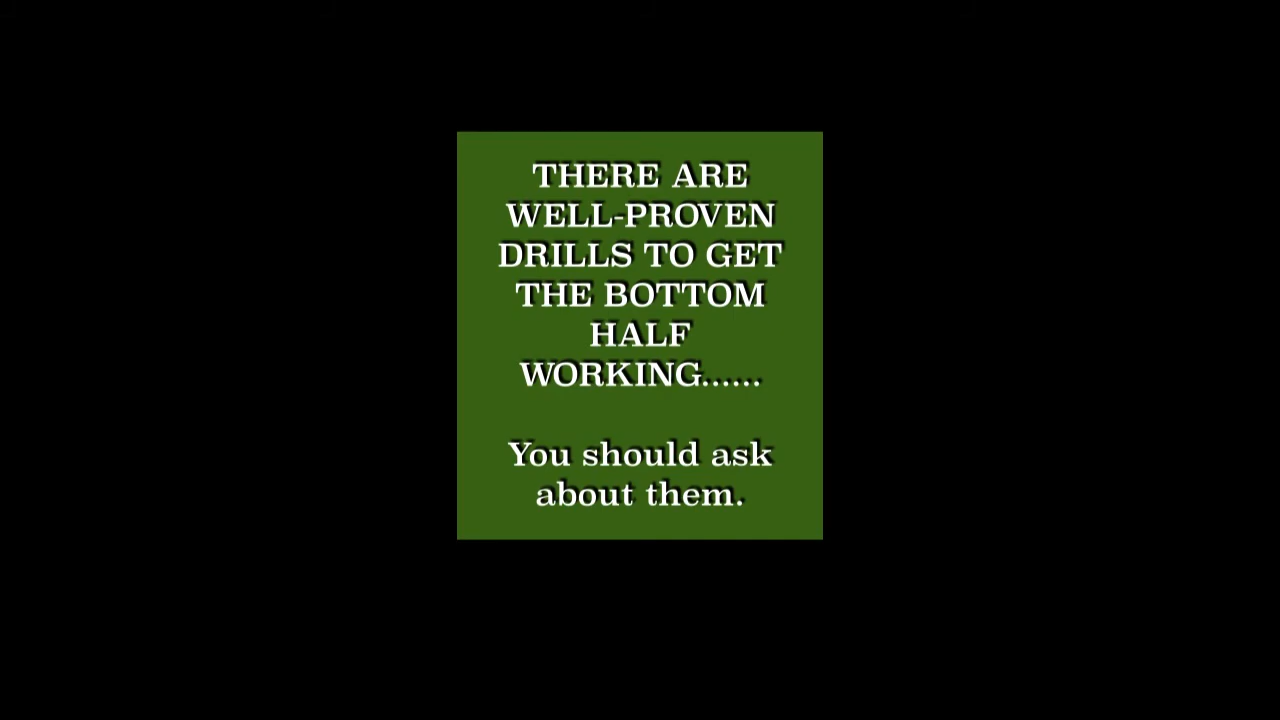 THERE ARE
WELL-PROVEN
DRILLS TO GET
THE BOTTOM
HALF
WORKING......
You should ask
about them.